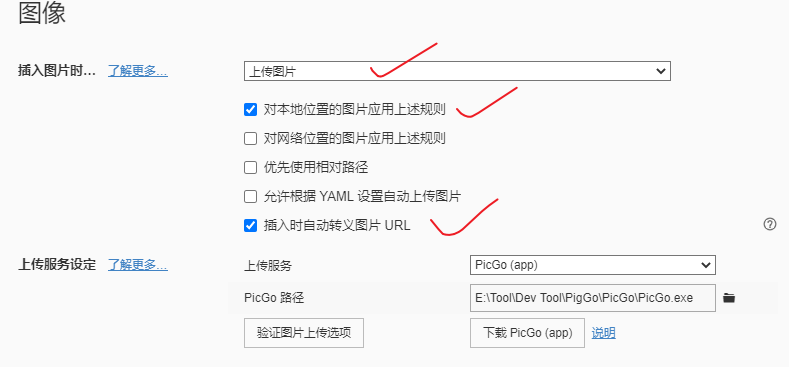 图像
插入图片时... 了解更多... 上传图片
对本地位置的图片应用上述规则
对网络位置的图片应用上述规则
优先使用相对路径
允许根据 YAML 设置自动上传图片
插入时自动转义图片 URL
上传服务设定 了解更多... 上传服务 PicGo (app)
PicGo 路径 E:\Tool\Dev Tool\PigGo\PicGo\PicGo.exe
验证图片上传选项 下载 PicGo (app) 说明